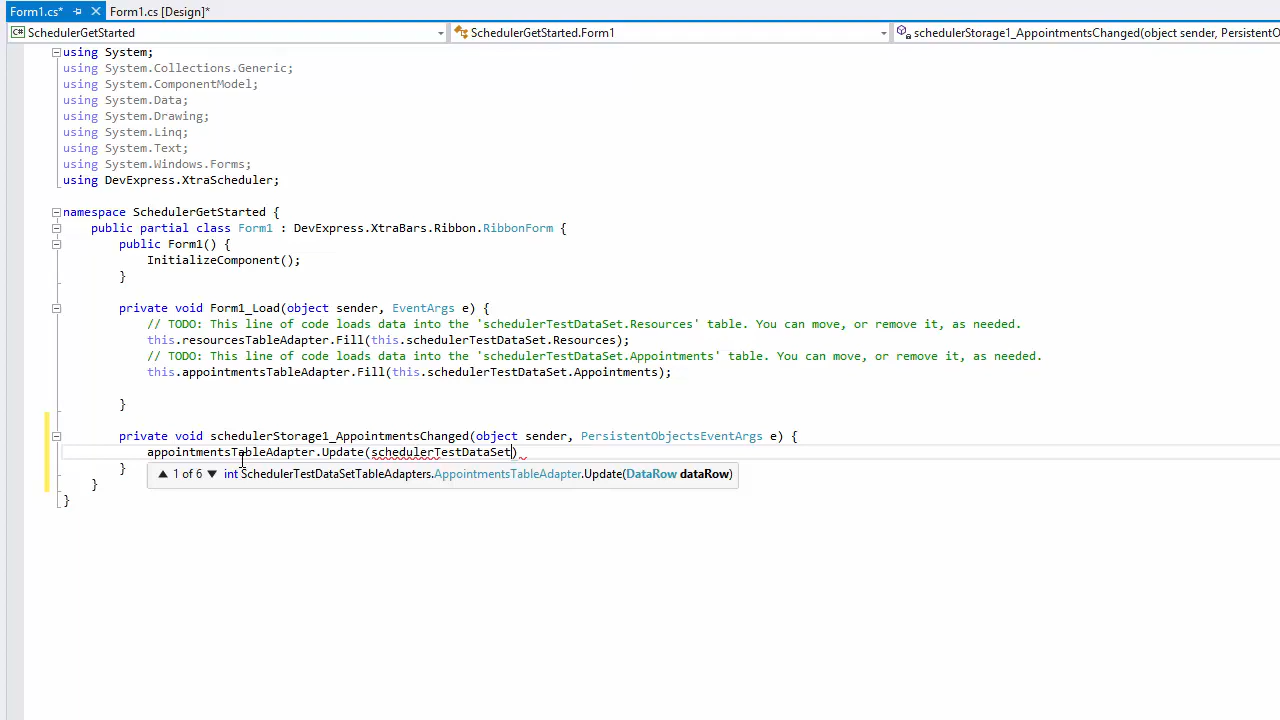 Form1.cs* Form1.cs [Design]*
C# SchedulerGetStarted SchedulerGetStarted.Form1 schedulerStorage1_AppointmentsChanged(object sender, PersistentO
using System;
using System.Collections.Generic;
using System.ComponentModel;
using System.Data;
using System.Drawing;
using System.Linq;
using System.Text;
using System.Windows.Forms;
using DevExpress.XtraScheduler;
namespace SchedulerGetStarted {
public partial class Form1 : DevExpress.XtraBars.Ribbon.RibbonForm {
public Form1() {
InitializeComponent();
}
private void Form1_Load(object sender, EventArgs e) {
// TODO: This line of code loads data into the 'schedulerTestDataSet.Resources' table. You can move, or remove it, as needed.
this.resourcesTableAdapter.Fill(this.schedulerTestDataSet.Resources);
// TODO: This line of code loads data into the 'schedulerTestDataSet.Appointments' table. You can move, or remove it, as needed.
this.appointmentsTableAdapter.Fill(this.schedulerTestDataSet.Appointments);
}
private void schedulerStorage1_AppointmentsChanged(object sender, PersistentObjectsEventArgs e) {
appointmentsTableAdapter.Update(schedulerTestDataSet)
}
▲ 1 of 6 ▼ int SchedulerTestDataSetTableAdapters.AppointmentsTableAdapter.Update(DataRow dataRow)
}
}